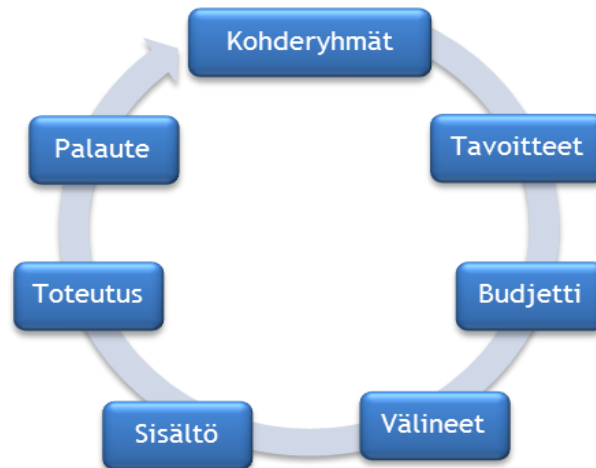 Kohderyhmät
Tavoitteet
Budjetti
Välineet
Sisältö
Toteutus
Palaute